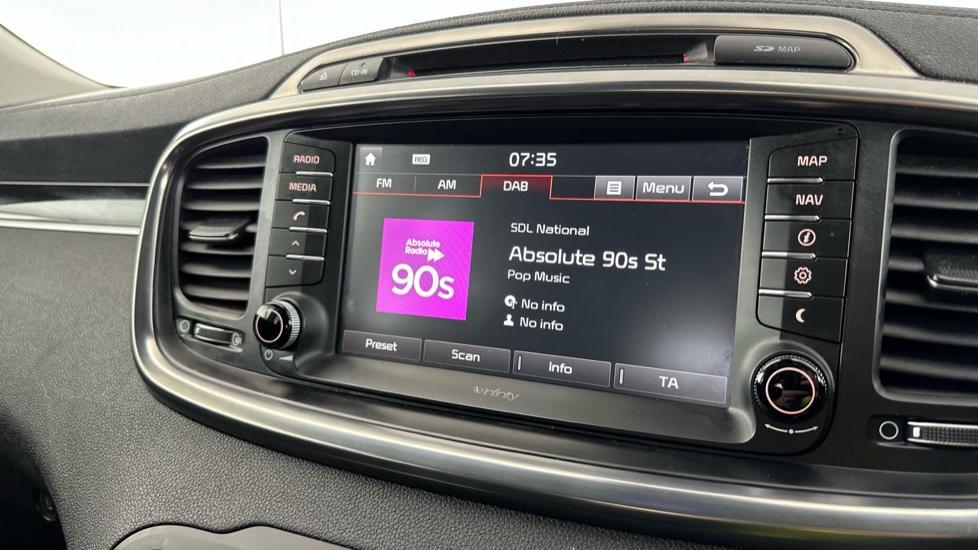 CD-IN
SD MAP
RADIO
MEDIA
MAP
NAV
REG
07:35
FM AM DAB Menu
SDL National
Absolute 90s St
Pop Music
No info
No info
Absolute
Radio
90s
Preset Scan Info TA
infinity